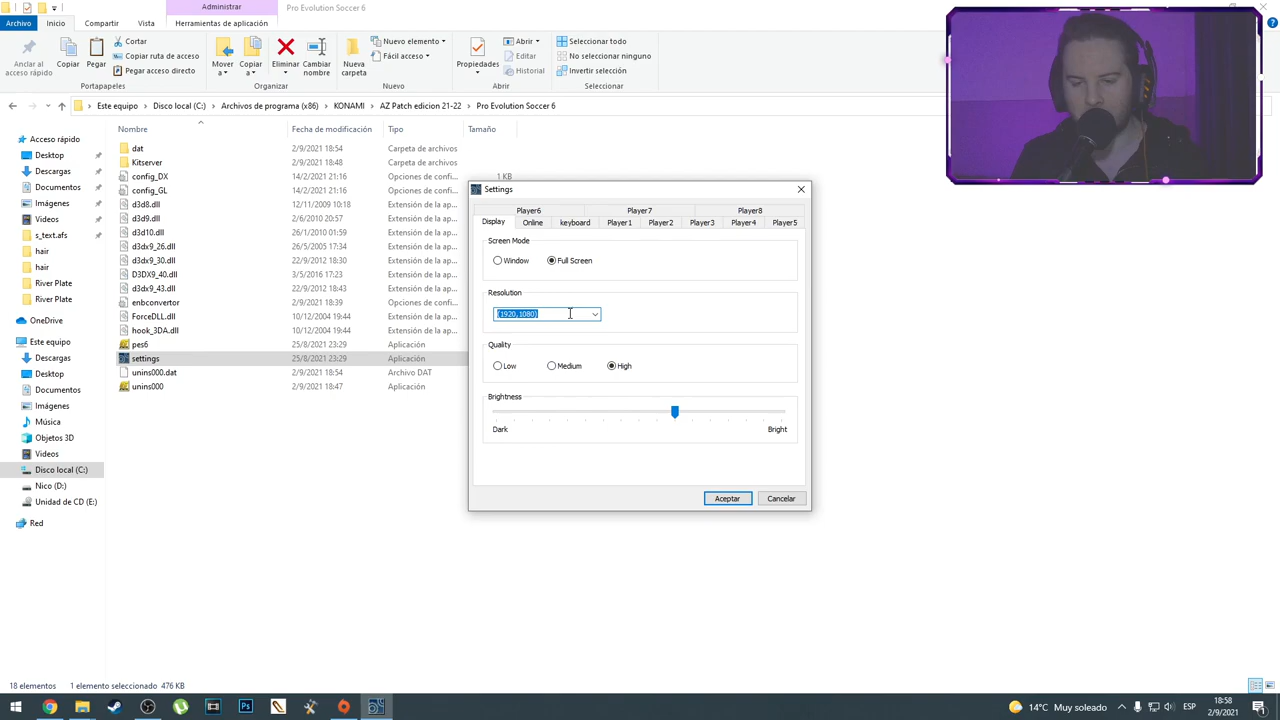 Administrar
Pro Evolution Soccer 6
Archivo
Inicio
Compartir
Vista
Herramientas de aplicación
Anclar al acceso rápido
Copiar
Pegar
Cortar
Copiar ruta de acceso
Pegar acceso directo
Mover a
Copiar a
Eliminar
Cambiar nombre
Nueva carpeta
Nuevo elemento
Fácil acceso
Propiedades
Abrir
Editar
Historial
Seleccionar todo
No seleccionar ninguno
Invertir selección
Portapapeles
Organizar
Nuevo
Abrir
Seleccionar
Este equipo
Disco local (C:)
Archivos de programa (x86)
KONAMI
AZ Patch edicion 21-22
Pro Evolution Soccer 6
Nombre
Fecha de modificación
Tipo
Tamaño
Acceso rápido
Desktop
Descargas
Documentos
Imágenes
Videos
s_text.afs
hair
hair
River Plate
River Plate
OneDrive
Este equipo
Descargas
Desktop
Documentos
Imágenes
Música
Objetos 3D
Videos
Disco local (C:)
Nico (D:)
Unidad de CD (E:)
Red
dat 2/9/2021 18:54 Carpeta de archivos
Kitserver 2/9/2021 18:48 Carpeta de archivos
config_DX 14/2/2021 21:16 Opciones de confi... 1 KB
config_GL 14/2/2021 21:16 Opciones de confi...
d3d8.dll 12/11/2009 10:18 Extensión de la ap...
d3d9.dll 2/6/2010 20:57 Extensión de la ap...
d3d10.dll 26/1/2010 01:59 Extensión de la ap...
d3dx9_26.dll 26/5/2005 17:34 Extensión de la ap...
d3dx9_30.dll 22/9/2012 18:30 Extensión de la ap...
D3DX9_40.dll 3/5/2016 17:23 Extensión de la ap...
d3dx9_43.dll 22/9/2012 18:43 Extensión de la ap...
enbconvertor 2/9/2021 18:39 Opciones de confi...
ForceDLL.dll 10/12/2004 19:44 Extensión de la ap...
hook_3DA.dll 10/12/2004 19:44 Extensión de la ap...
pes6 25/8/2021 23:29 Aplicación
settings 25/8/2021 23:29 Aplicación
unins000.dat 2/9/2021 18:54 Archivo DAT
unins000 2/9/2021 18:47 Aplicación
Settings
Player6 Player7 Player8
Display Online keyboard Player1 Player2 Player3 Player4 Player5
Screen Mode
Window Full Screen
Resolution
(1920,1080)
Quality
Low Medium High
Brightness
Dark Bright
Aceptar Cancelar
18 elementos 1 elemento seleccionado 476 KB
14°C Muy soleado
ESP
18:58
2/9/2021